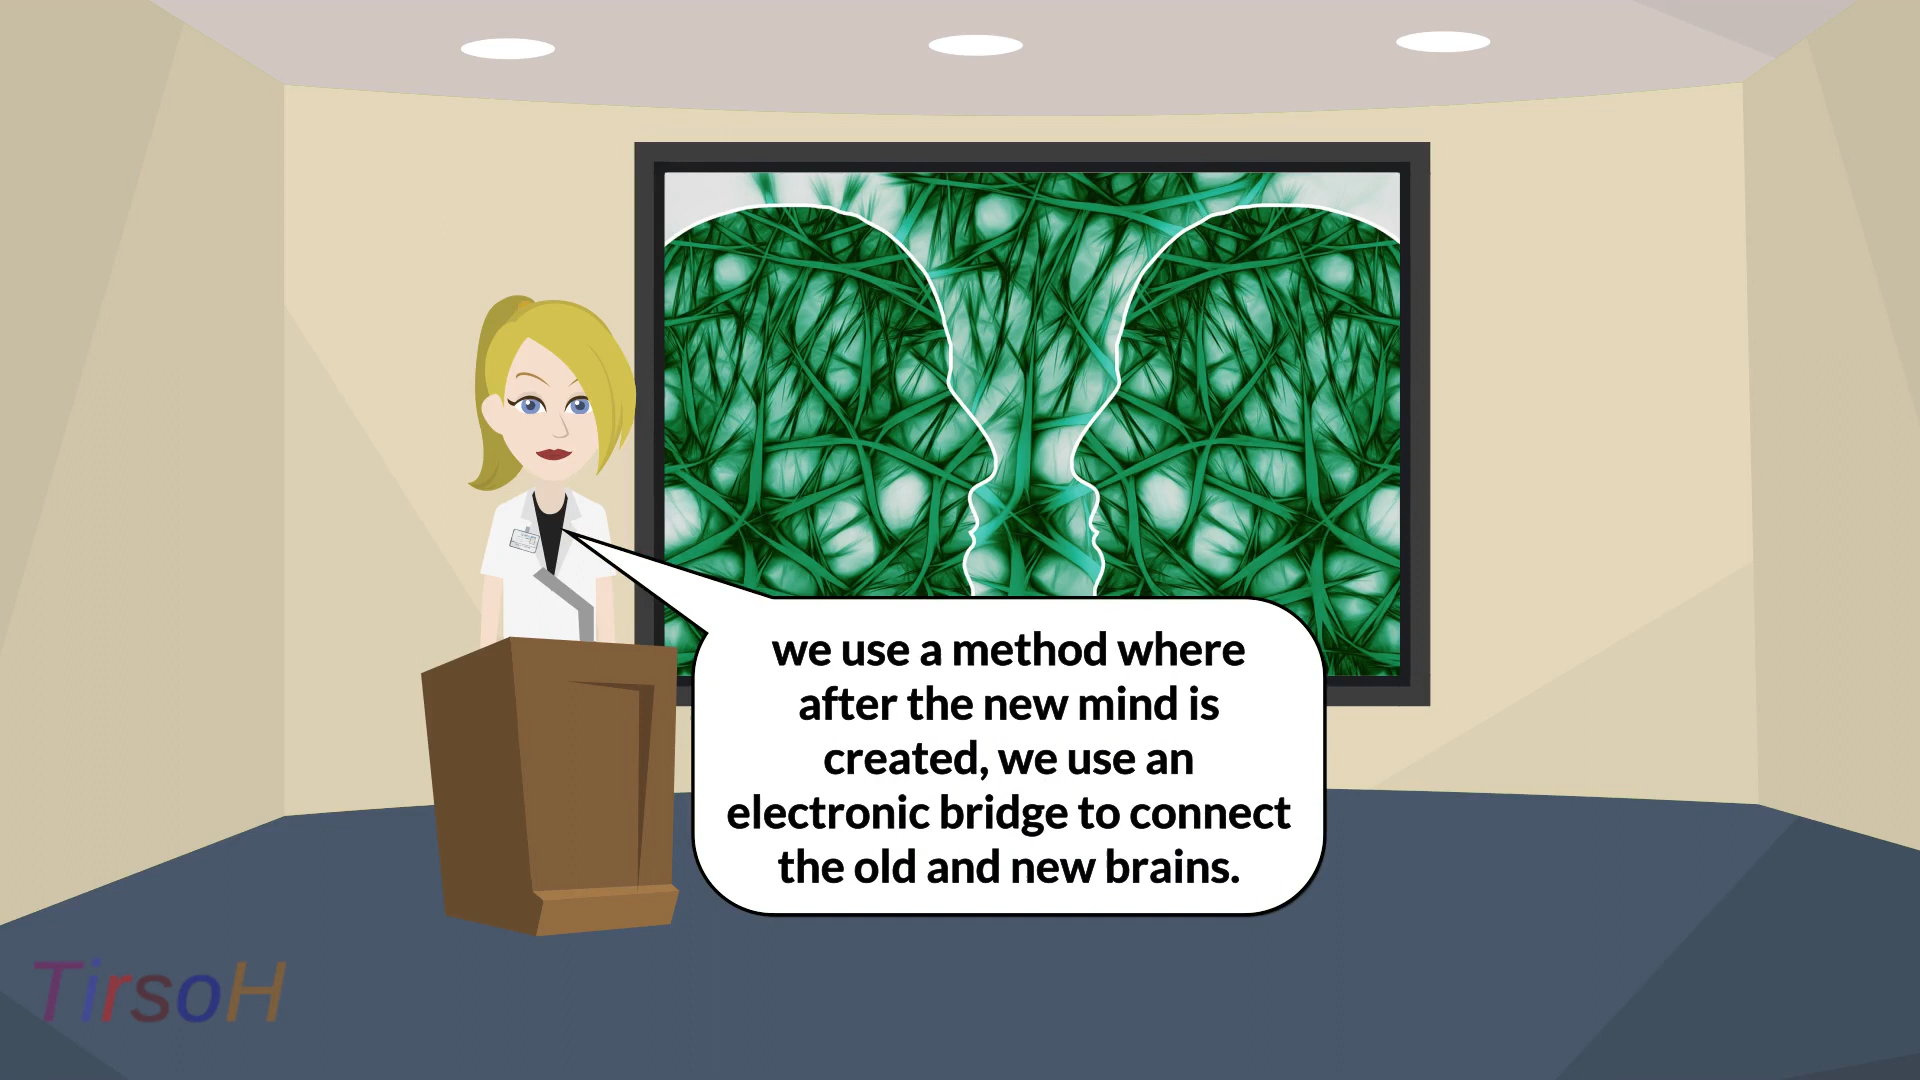 we use a method where
after the new mind is
created, we use an
electronic bridge to connect
the old and new brains.
TirsoH